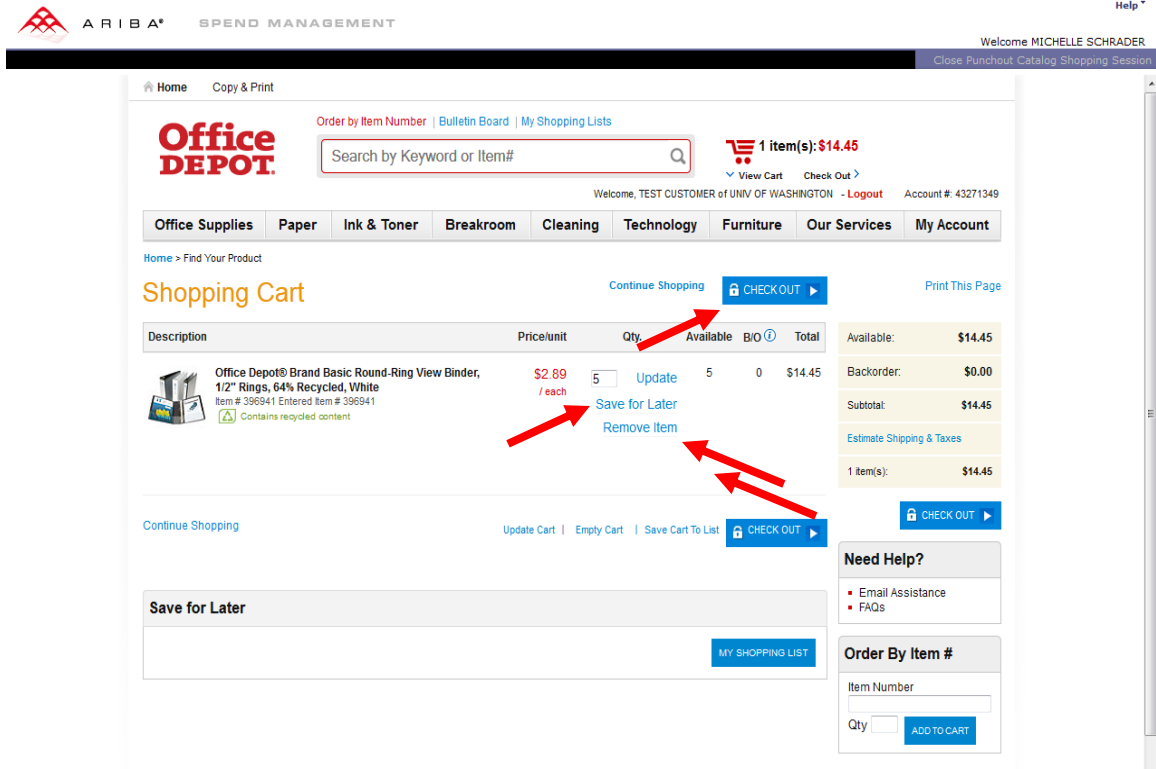 Help
ARIBA® SPEND MANAGEMENT
Welcome MICHELLE SCHRADER
Close Punchout Catalog Shopping Session
Home Copy & Print
Order by Item Number | Bulletin Board | My Shopping Lists
Office DEPOT.
Search by Keyword or Item#
1 item(s): $14.45
View Cart Check Out
Welcome, TEST CUSTOMER of UNIV OF WASHINGTON - Logout Account #: 43271349
Office Supplies Paper Ink & Toner Breakroom Cleaning Technology Furniture Our Services My Account
Home > Find Your Product
Shopping Cart Continue Shopping CHECK OUT Print This Page
Description Price/unit Qty. Available B/O i Total
Office Depot® Brand Basic Round-Ring View Binder,
1/2" Rings, 64% Recycled, White
Item # 396941 Entered Item # 396941
Contains recycled content
$2.89
/ each
5 Update 5 0 $14.45
Save for Later
Remove Item
Available: $14.45
Backorder: $0.00
Subtotal: $14.45
Estimate Shipping & Taxes
1 item(s): $14.45
CHECK OUT
Continue Shopping Update Cart | Empty Cart | Save Cart To List CHECK OUT
Need Help?
Email Assistance
FAQs
Save for Later
MY SHOPPING LIST
Order By Item #
Item Number
Qty ADD TO CART